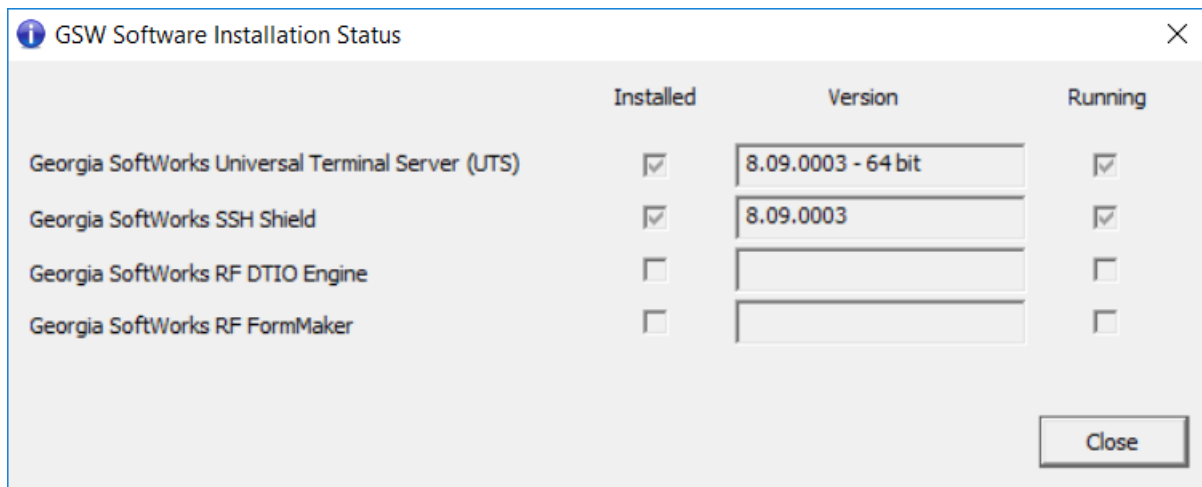 GSW Software Installation Status
Installed Version Running
Georgia SoftWorks Universal Terminal Server (UTS) 8.09.0003 - 64 bit
Georgia SoftWorks SSH Shield 8.09.0003
Georgia SoftWorks RF DTIO Engine
Georgia SoftWorks RF FormMaker
Close